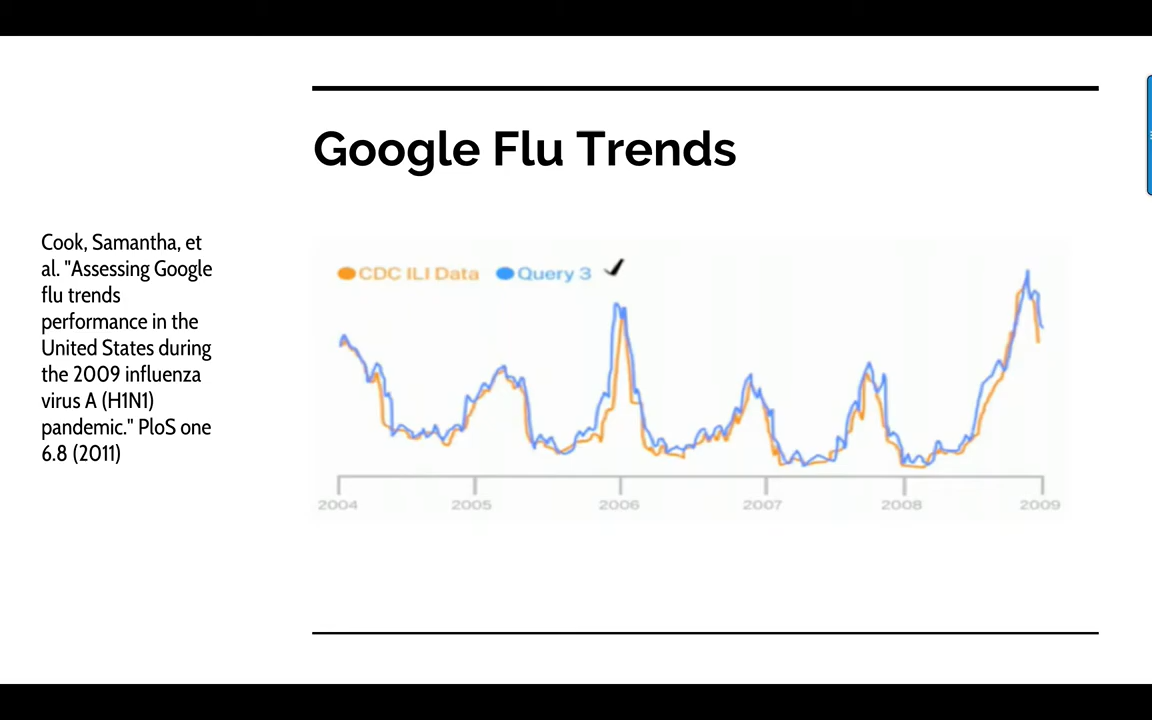 Google Flu Trends
Cook, Samantha, et
al. "Assessing Google
flu trends
performance in the
United States during
the 2009 influenza
virus A (H1N1)
pandemic." PloS one
6.8 (2011)
CDC ILI Data Query 3
2004 2005 2006 2007 2008 2009